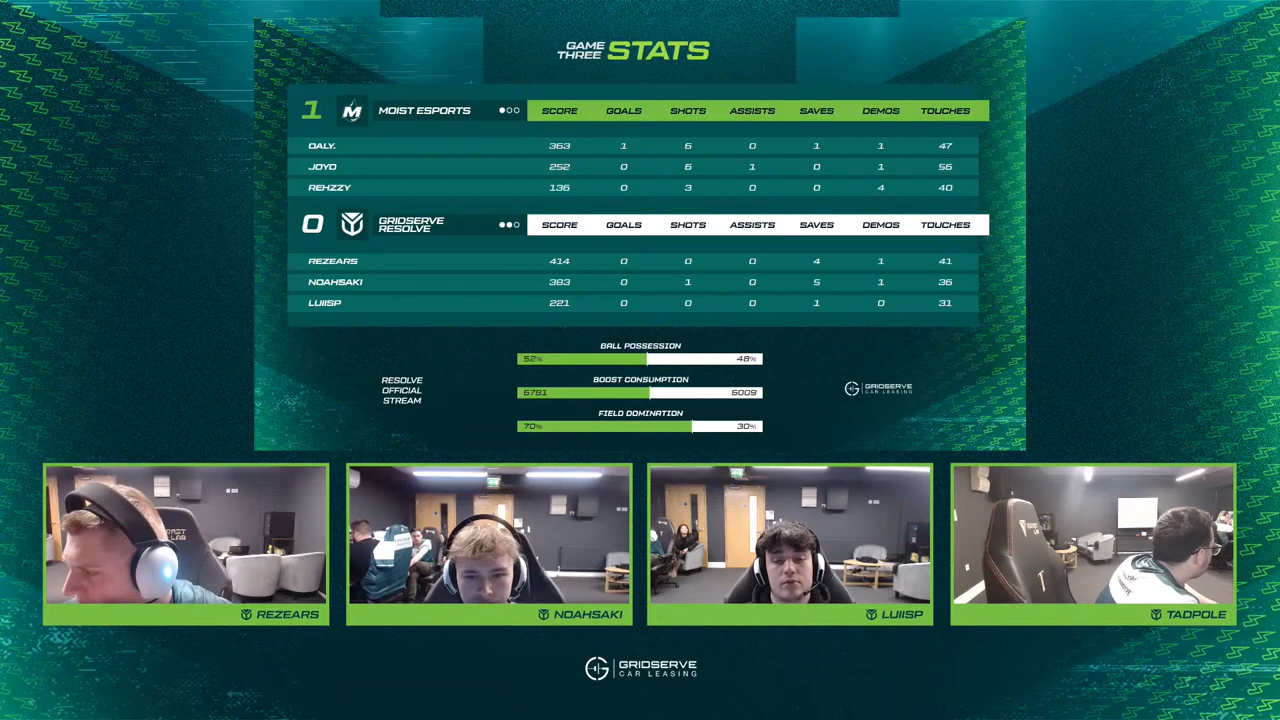 GAME THREE STATS
1 MOIST ESPORTS SCORE GOALS SHOTS ASSISTS SAVES DEMOS TOUCHES
OALY. 363 1 6 0 1 1 47
JOYO 252 0 6 1 0 1 56
REHZZY 136 0 3 0 0 4 40
0 GRIDSERVE RESOLVE SCORE GOALS SHOTS ASSISTS SAVES DEMOS TOUCHES
REZEARS 414 0 0 0 4 1 41
NOAHSAKI 383 0 1 0 5 1 36
LUIISP 221 0 0 0 1 0 31
BALL POSSESSION
52% 48%
BOOST CONSUMPTION
6781 6009
FIELD DOMINATION
70% 30%
RESOLVE
OFFICIAL
STREAM
GRIDSERVE
CAR LEASING
REZEARS
NOAHSAKI
LUIISP
TADPOLE
GRIDSERVE
CAR LEASING